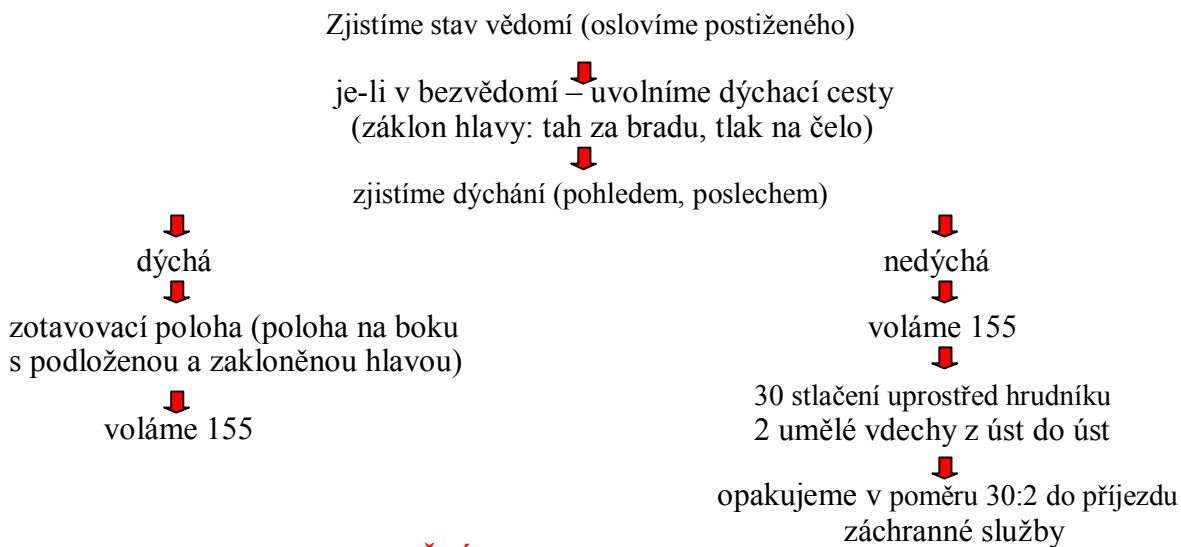 Zjistíme stav vědomí (oslovíme postiženého)
je-li v bezvědomí – uvolníme dýchací cesty
(záklon hlavy: tah za bradu, tlak na čelo)
zjistíme dýchání (pohledem, poslechem)
dýchá
zotavovací poloha (poloha na boku
s podloženou a zakloněnou hlavou)
voláme 155
nedýchá
voláme 155
30 stlačení uprostřed hrudníku
2 umělé vdechy z úst do úst
opakujeme v poměru 30:2 do příjezdu
záchranné služby